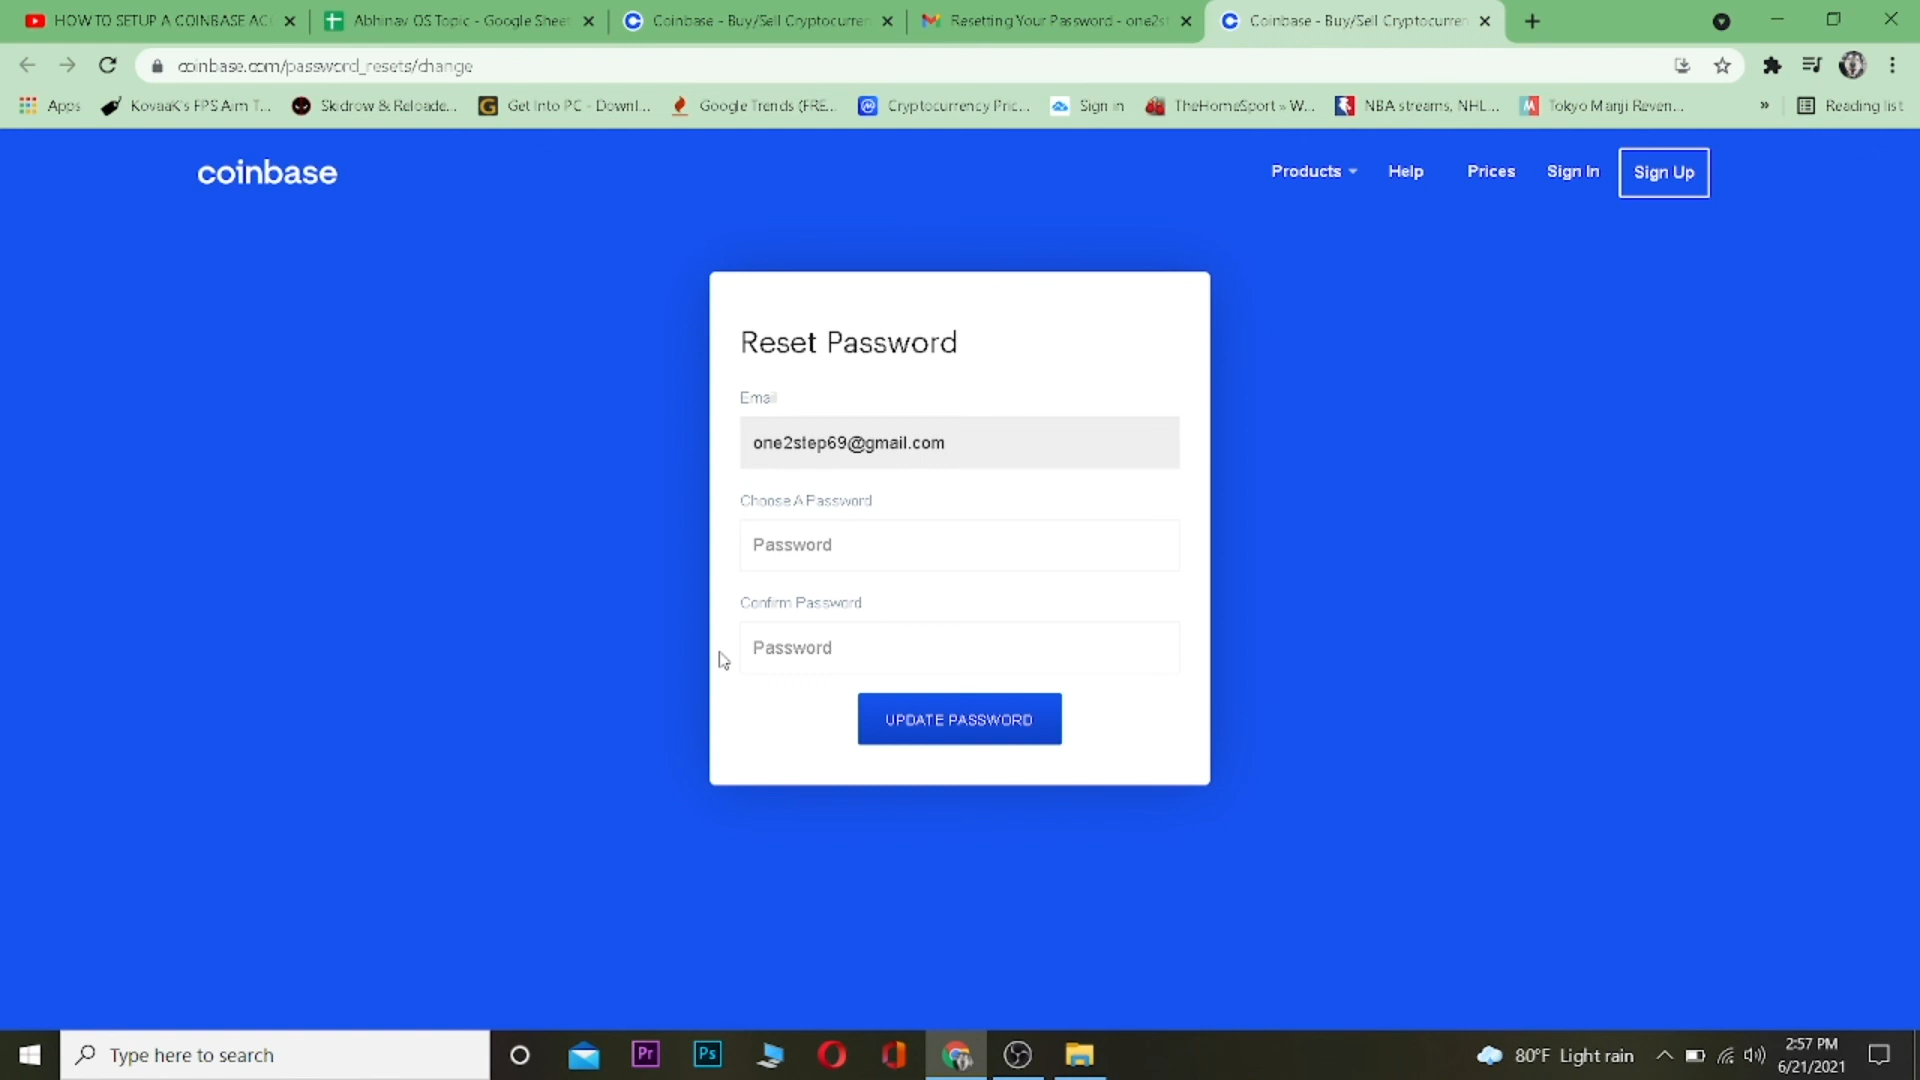 HOW TO SETUP A COINBASE AC
Abhinav OS Topic - Google Sheet
Coinbase - Buy/Sell Cryptocurren
Resetting Your Password - one2st
Coinbase - Buy/Sell Cryptocurren
coinbase.com/password_resets/change
Apps
KovaaK's FPS Aim T...
Skidrow & Reloade...
Get Into PC - Downl...
Google Trends (FRE...
Cryptocurrency Pric...
Sign in
TheHomeSport » W...
NBA streams, NHL...
Tokyo Manji Reven...
»
Reading list
coinbase
Products
Help
Prices
Sign In
Sign Up
Reset Password
Email
one2step69@gmail.com
Choose A Password
Password
Confirm Password
Password
UPDATE PASSWORD
Type here to search
Pr
Ps
80°F Light rain
2:57 PM
6/21/2021